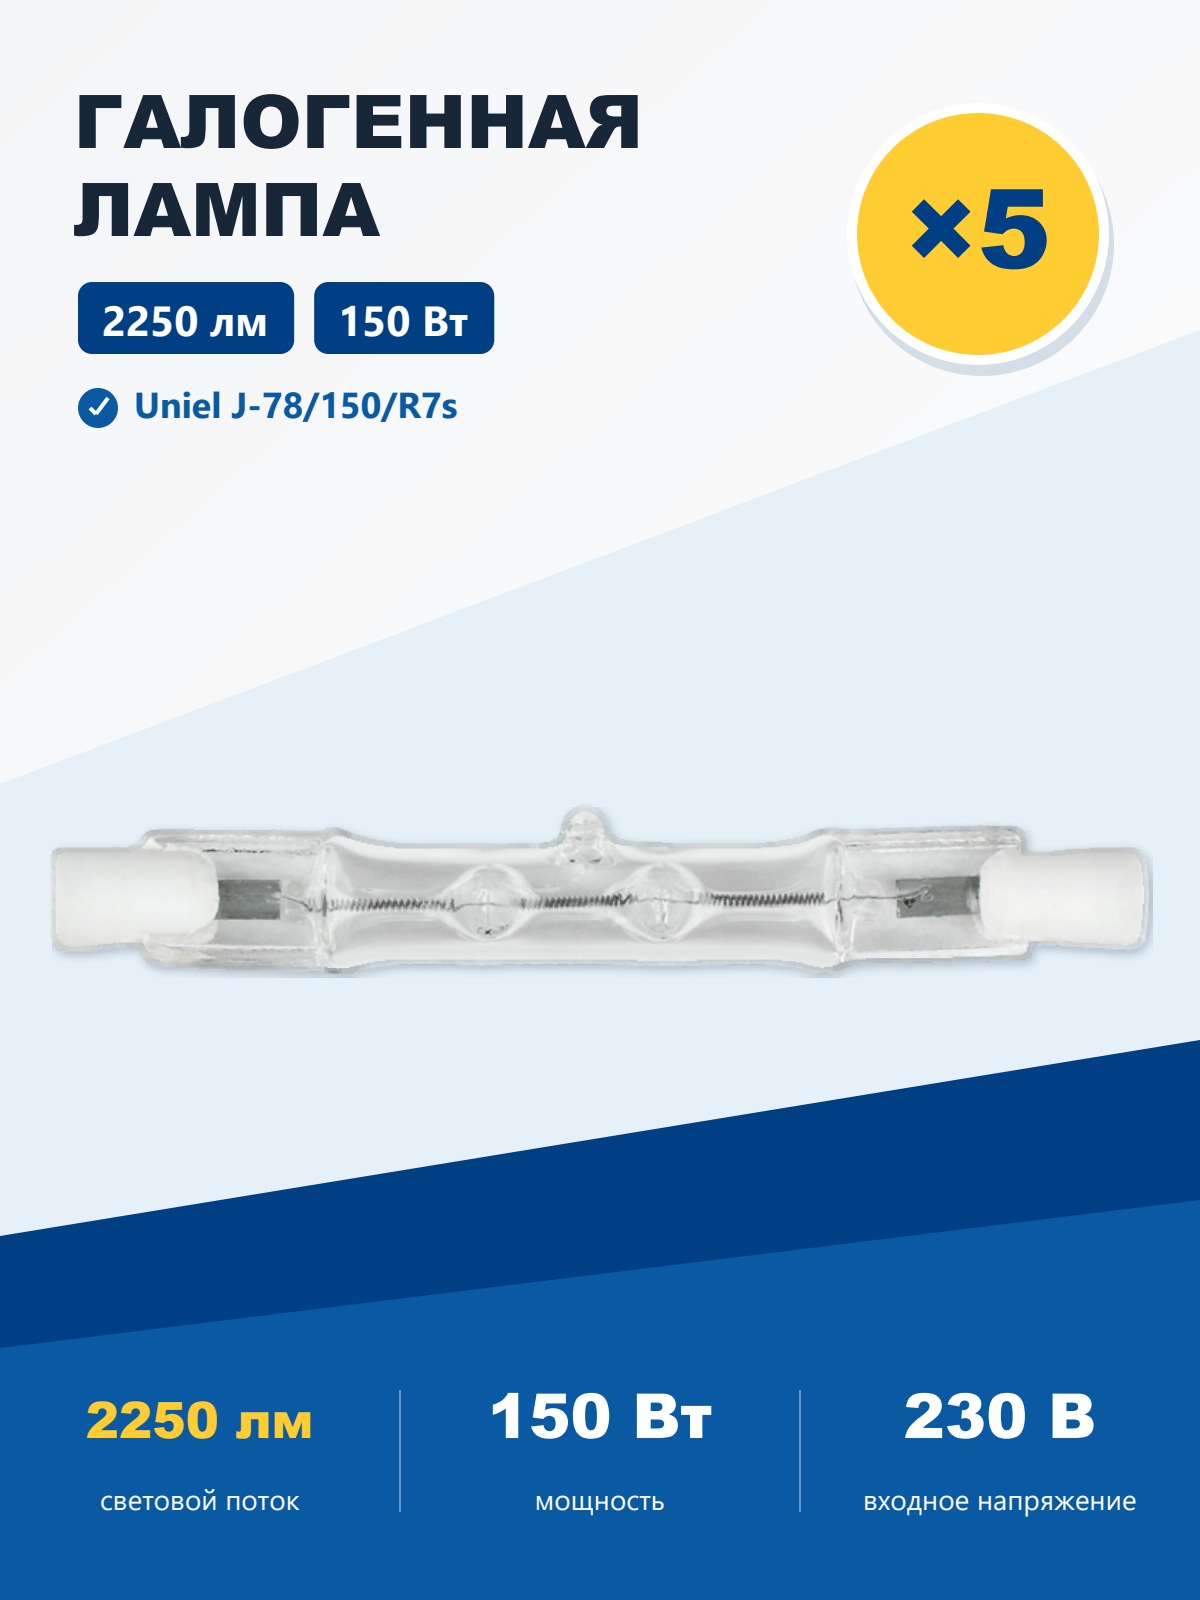 ГАЛОГЕННАЯ
ЛАМПА
×5
2250 лм 150 Вт
Uniel J-78/150/R7s
2250 лм 150 Вт 230 В
световой поток мощность входное напряжение